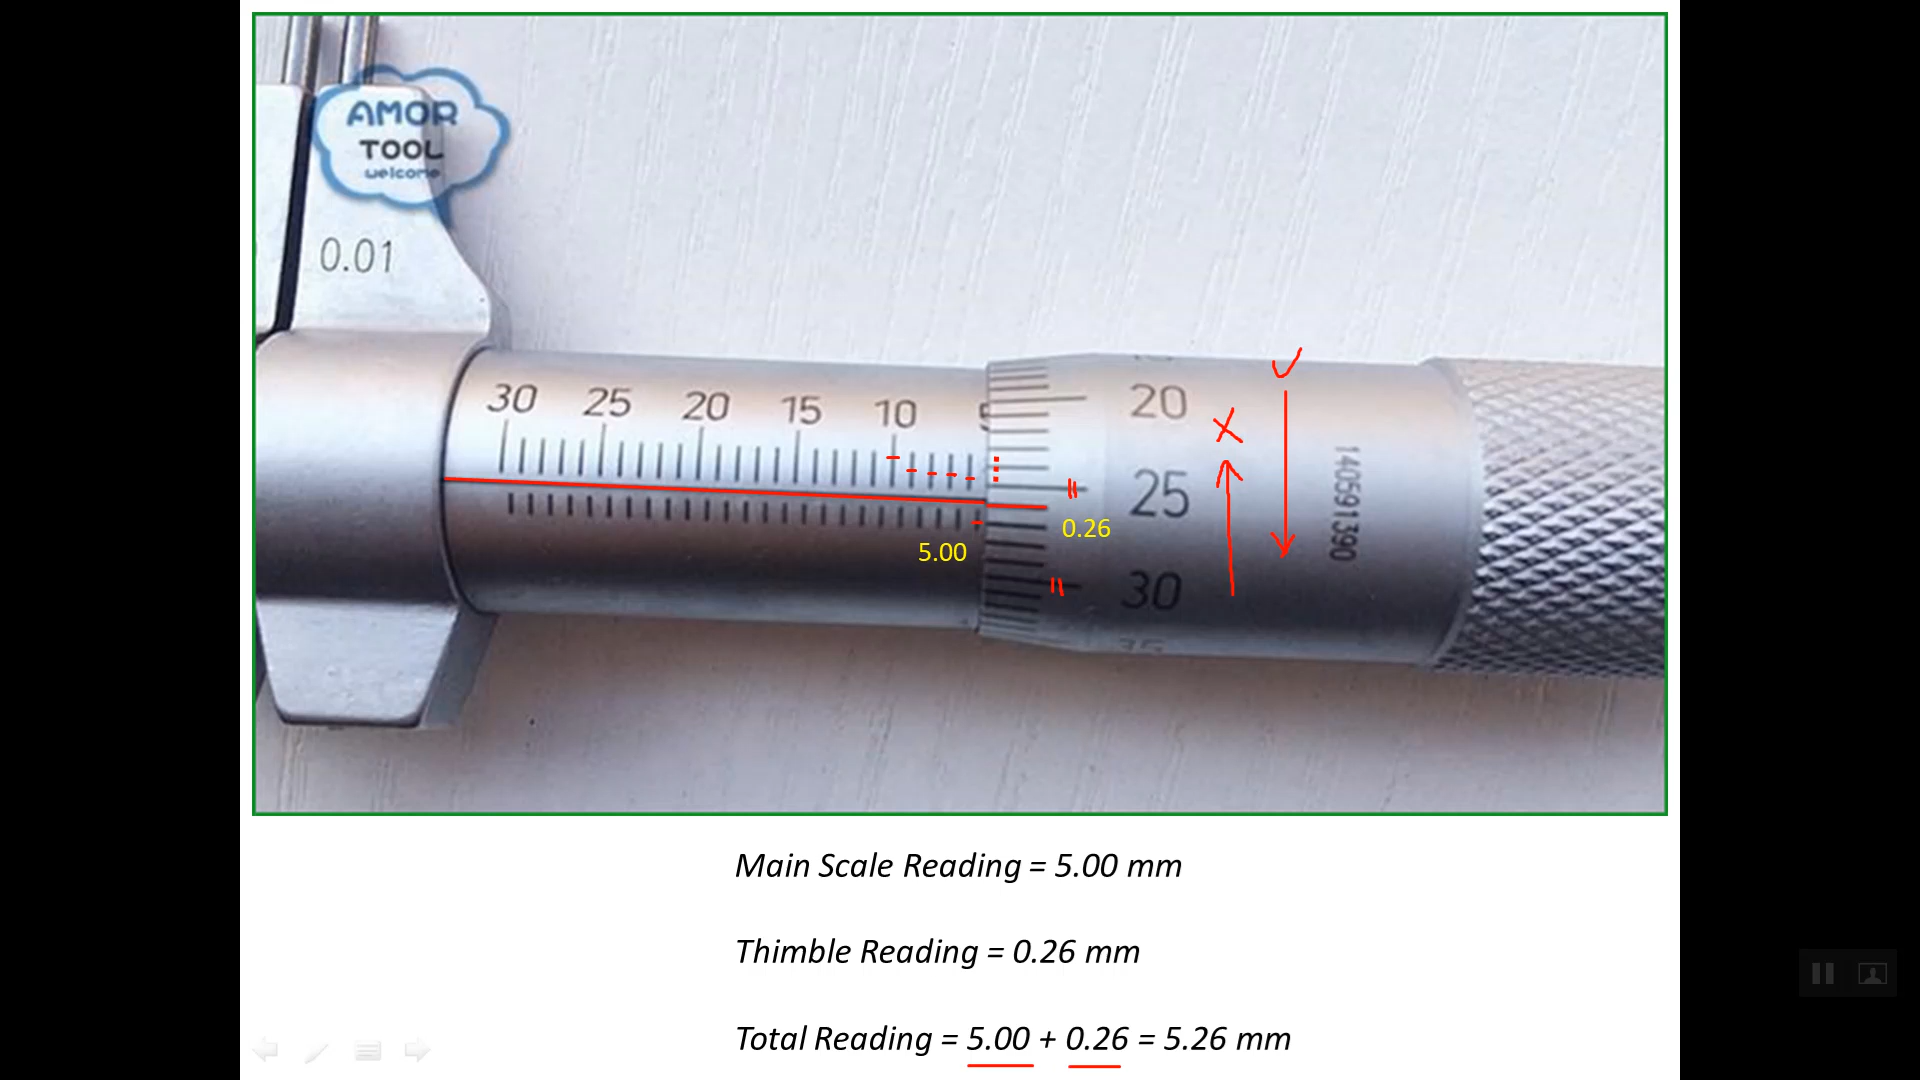 AMOR
TOOL
welcome
0.01
30 25 20 15 10 5
20
25
30
35
140591390
0.26
5.00
Main Scale Reading = 5.00 mm
Thimble Reading = 0.26 mm
Total Reading = 5.00 + 0.26 = 5.26 mm